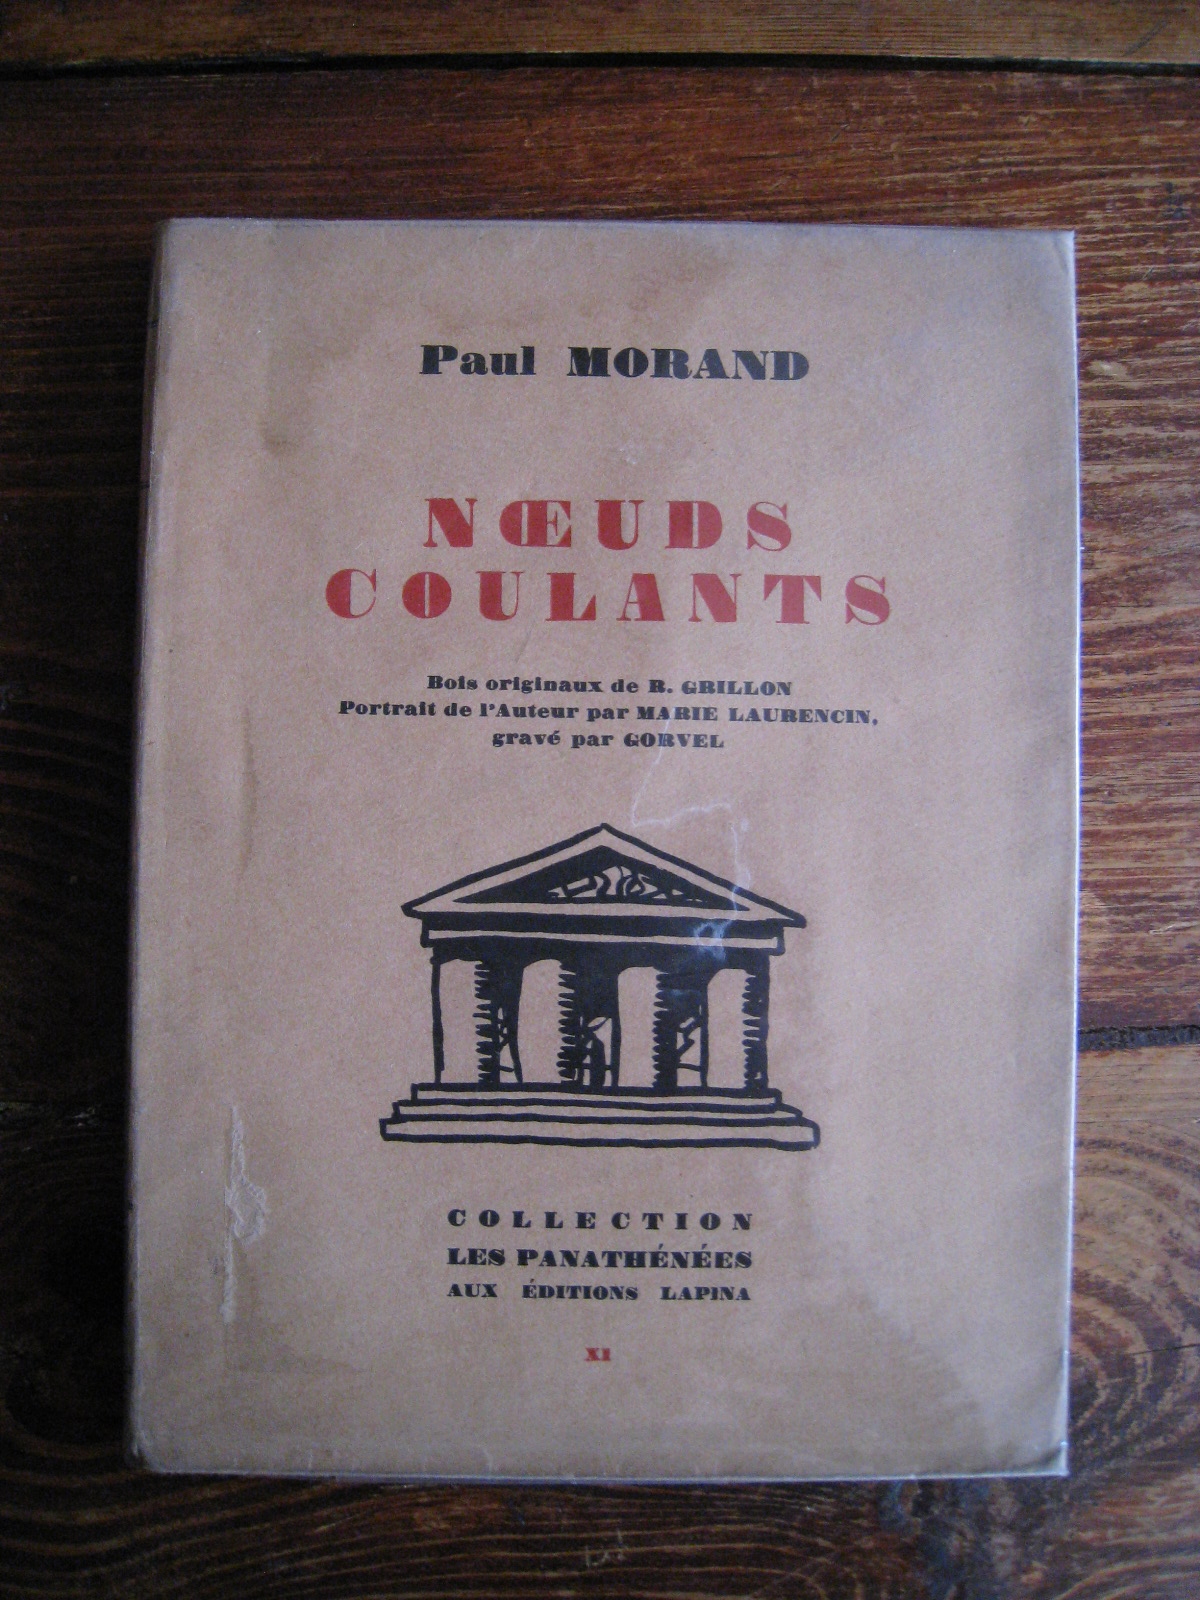 Paul MORAND
NŒUDS
COULANTS
Bois originaux de R. GRILLON
Portrait de l'Auteur par MARIE LAURENCIN,
gravé par GORVEL
COLLECTION
LES PANATHÉNÉES
AUX ÉDITIONS LAPINA
XI